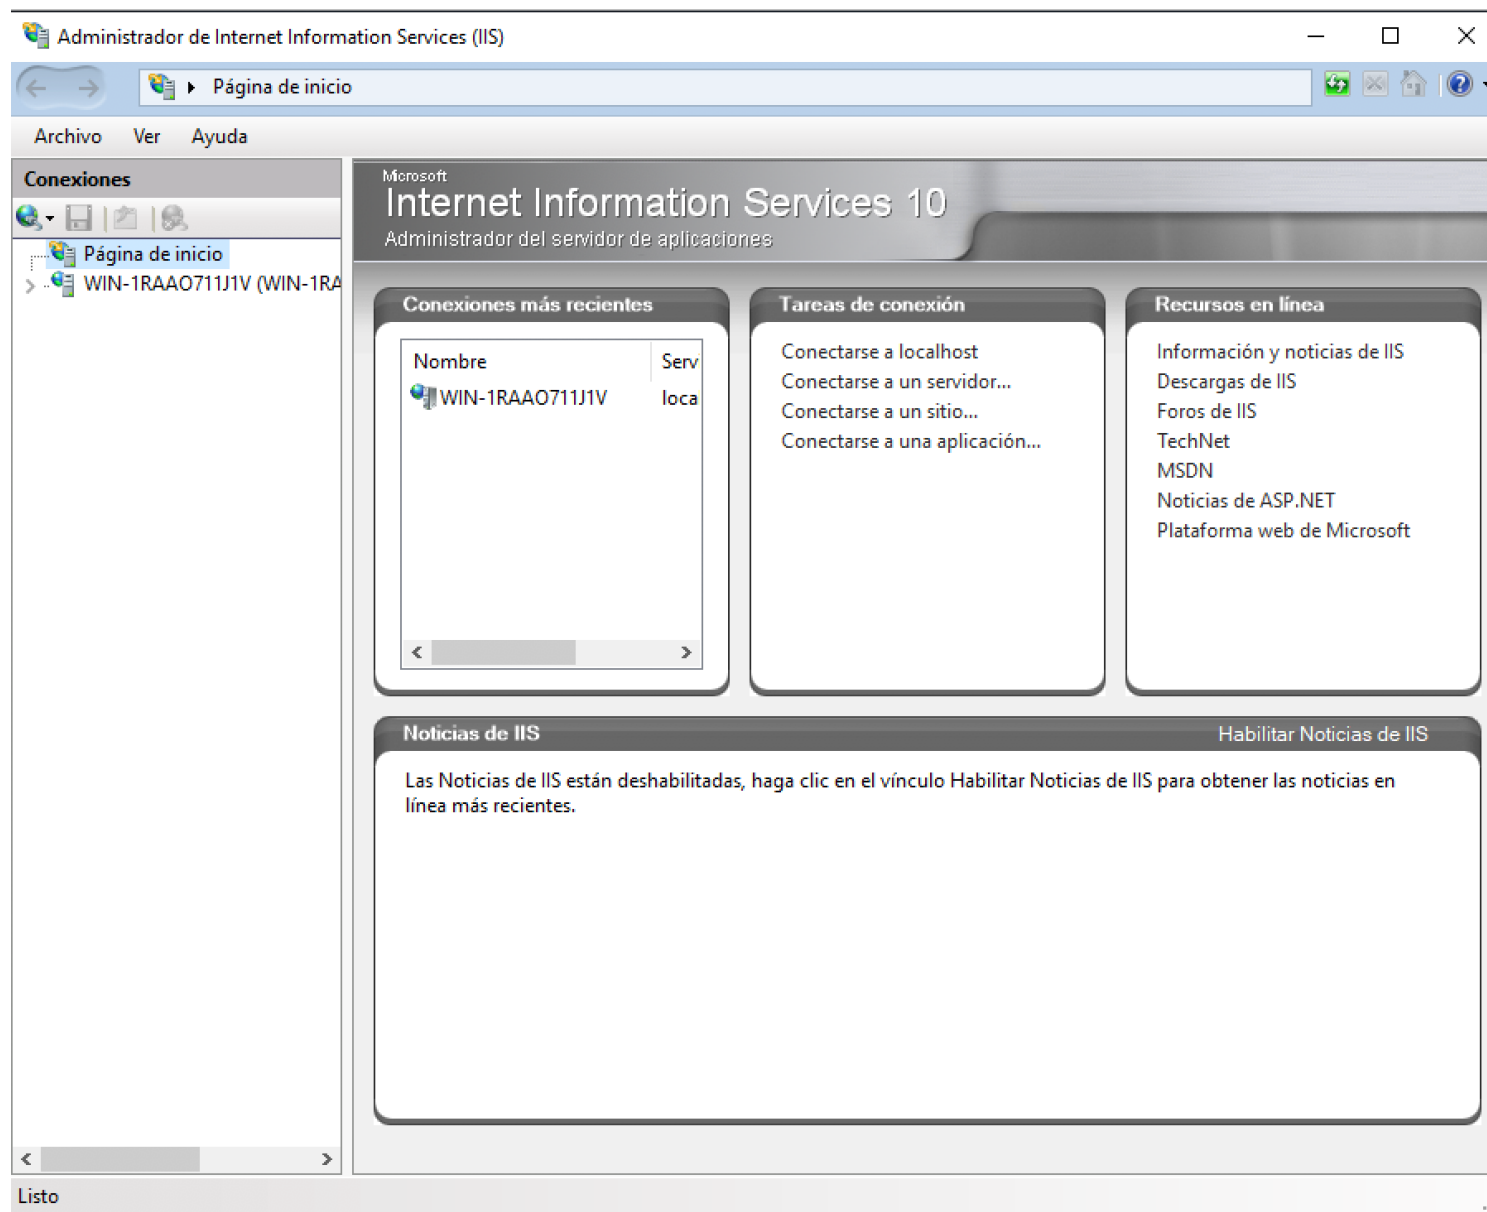 Administrador de Internet Information Services (IIS)
Página de inicio
Archivo Ver Ayuda
Conexiones
Página de inicio
WIN-1RAAO711J1V (WIN-1RA
Microsoft
Internet Information Services 10
Administrador del servidor de aplicaciones
Conexiones más recientes
Nombre Serv
WIN-1RAAO711J1V loca
Tareas de conexión
Conectarse a localhost
Conectarse a un servidor...
Conectarse a un sitio...
Conectarse a una aplicación...
Recursos en línea
Información y noticias de IIS
Descargas de IIS
Foros de IIS
TechNet
MSDN
Noticias de ASP.NET
Plataforma web de Microsoft
Noticias de IIS Habilitar Noticias de IIS
Las Noticias de IIS están deshabilitadas, haga clic en el vínculo Habilitar Noticias de IIS para obtener las noticias en
línea más recientes.
Listo